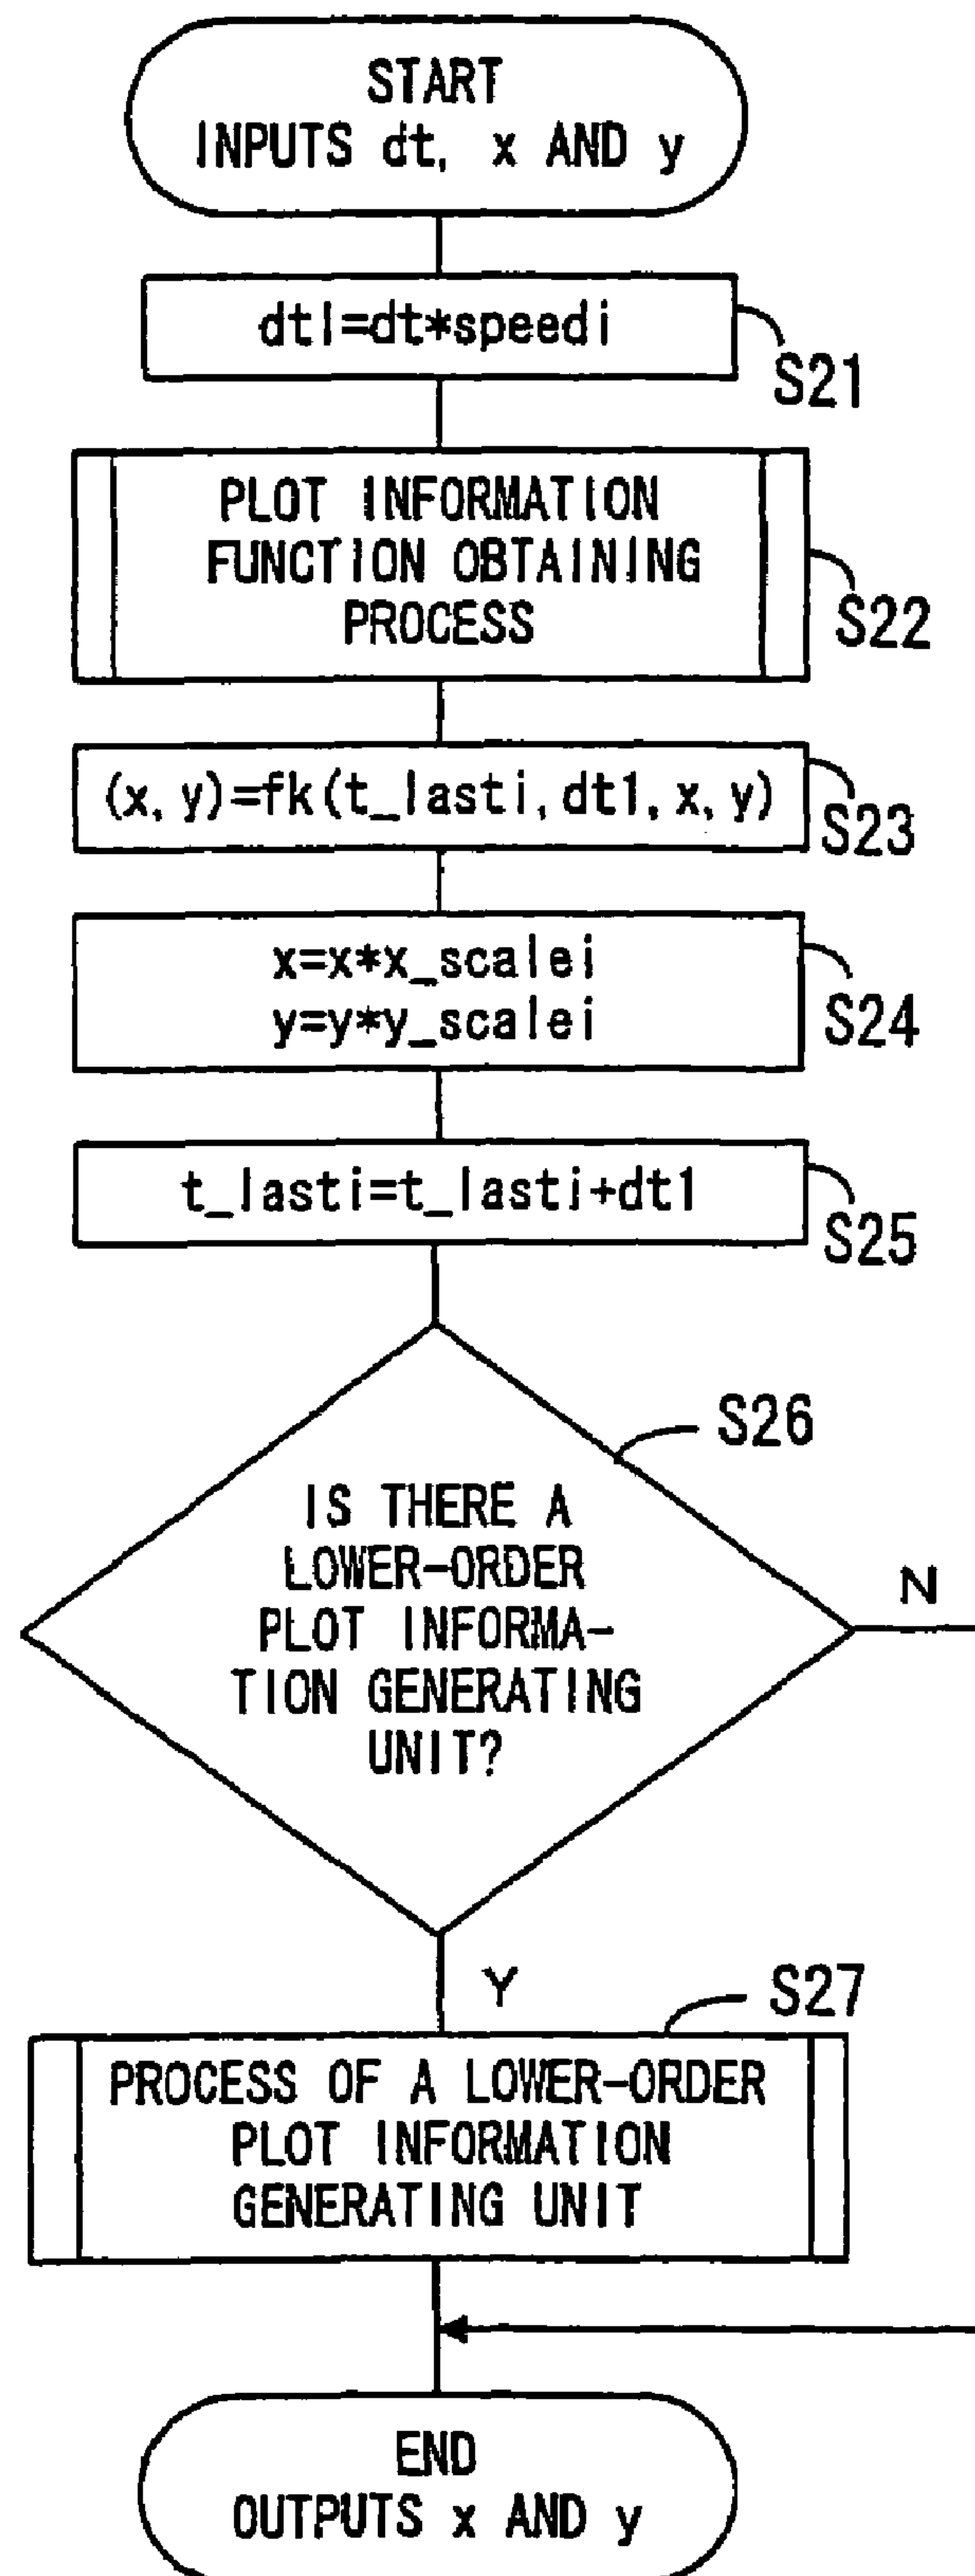 START
INPUTS dt, x AND y
dt1=dt*speedi
S21
PLOT INFORMATION
FUNCTION OBTAINING
PROCESS
S22
(x, y)=fk(t_lasti, dt1, x, y)
S23
x=x*x_scalei
y=y*y_scalei
S24
t_lasti=t_lasti+dt1
S25
S26
IS THERE A
LOWER-ORDER
PLOT INFORMA-
TION GENERATING
UNIT?
N
Y
S27
PROCESS OF A LOWER-ORDER
PLOT INFORMATION
GENERATING UNIT
END
OUTPUTS x AND y